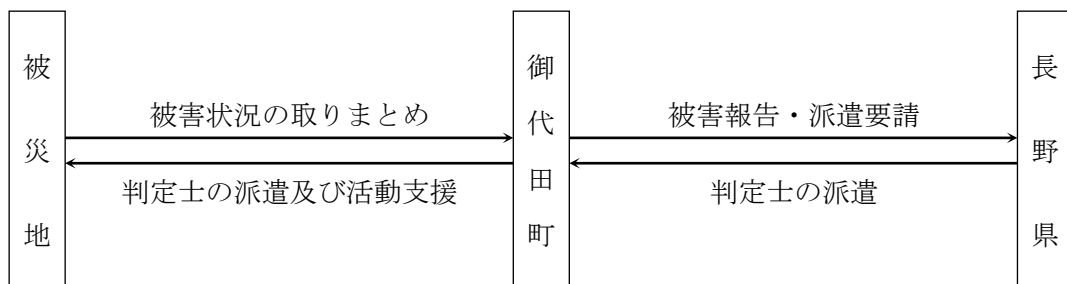 被災地
被害状況の取りまとめ
判定士の派遣及び活動支援
御代田町
被害報告・派遣要請
判定士の派遣
長野県